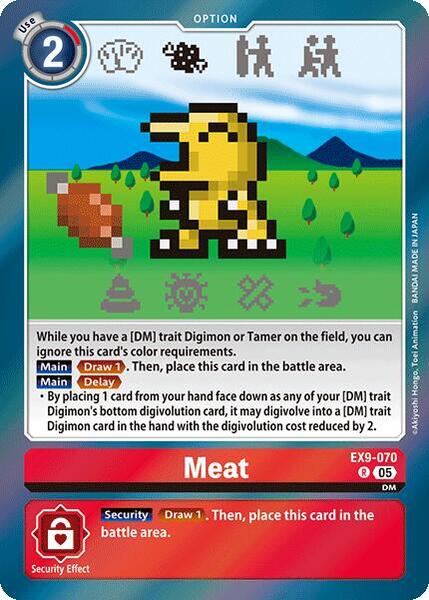 OPTION
Use
2
While you have a [DM] trait Digimon or Tamer on the field, you can
ignore this card's color requirements.
Main Draw 1. Then, place this card in the battle area.
Main Delay
• By placing 1 card from your hand face down as any of your [DM] trait
Digimon's bottom digivolution card, it may digivolve into a [DM] trait
Digimon card in the hand with the digivolution cost reduced by 2.
©Akiyoshi Hongo, Toei Animation BANDAI MADE IN JAPAN
Meat
EX9-070
R 05
DM
Security Draw 1. Then, place this card in the
battle area.
Security Effect